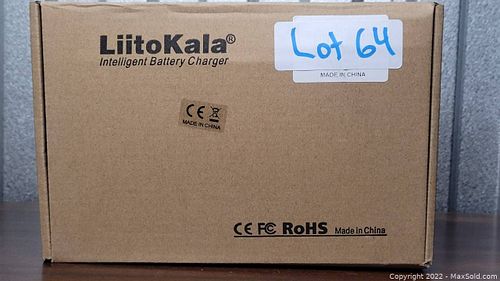 LiitoKala®
Intelligent Battery Charger
Lot 64
MADE IN CHINA
CE
MADE IN CHINA
CE FC RoHS Made in China
Copyright © 2022 - MaxSold.com